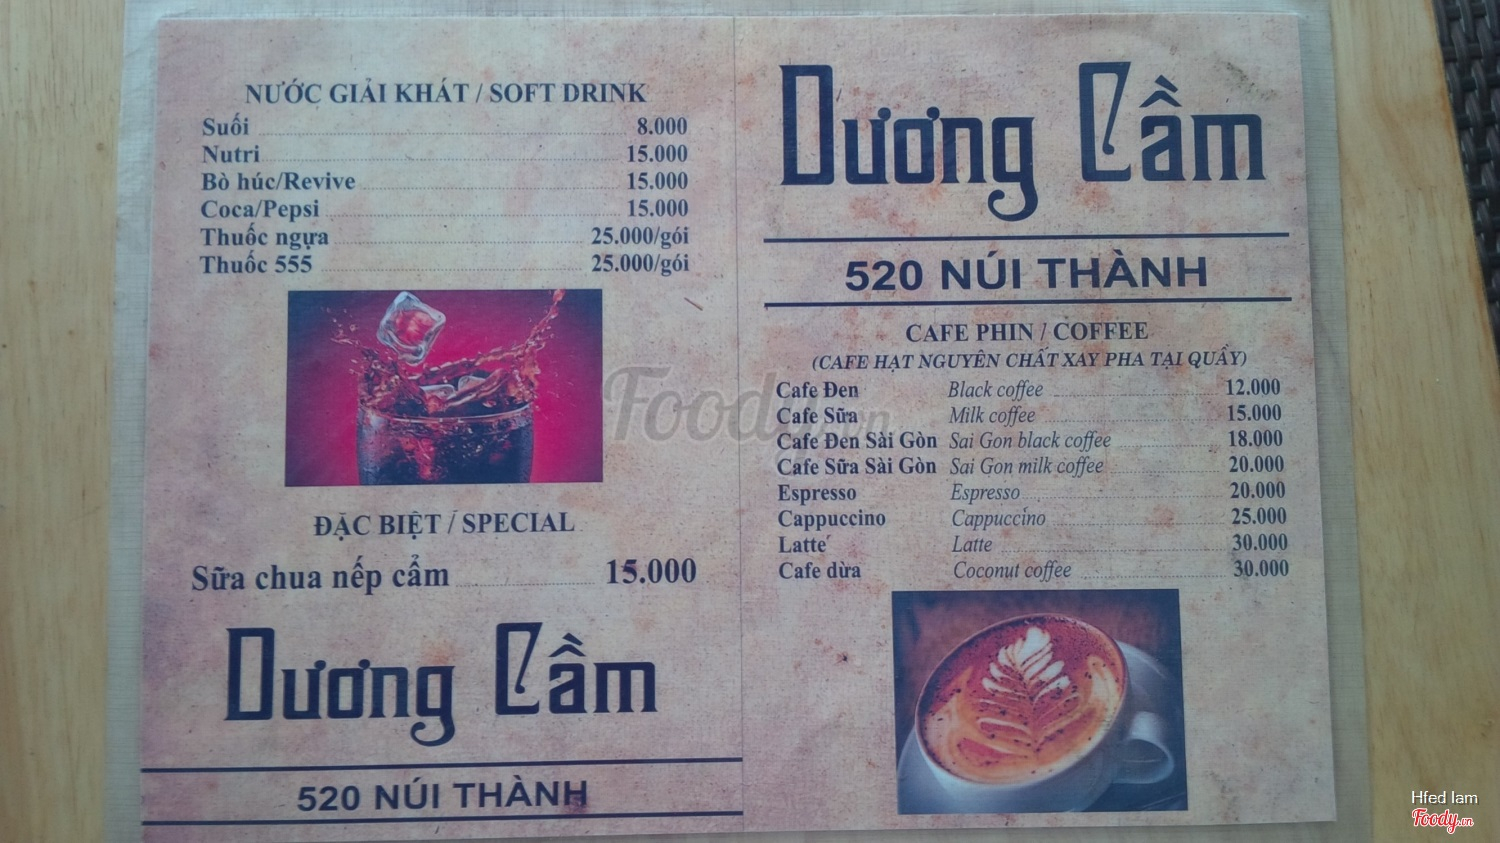 NƯỚC GIẢI KHÁT / SOFT DRINK
Suối 8.000
Nutri 15.000
Bò húc/Revive 15.000
Coca/Pepsi 15.000
Thuốc ngựa 25.000/gói
Thuốc 555 25.000/gói
ĐẶC BIỆT / SPECIAL
Sữa chua nếp cẩm 15.000
Dương Cầm
520 NÚI THÀNH
Dương Cầm
520 NÚI THÀNH
CAFE PHIN / COFFEE
(CAFE HẠT NGUYÊN CHẤT XAY PHA TẠI QUẦY)
Cafe Đen Black coffee 12.000
Cafe Sữa Milk coffee 15.000
Cafe Đen Sài Gòn Sai Gon black coffee 18.000
Cafe Sữa Sài Gòn Sai Gon milk coffee 20.000
Espresso Espresso 20.000
Cappuccino Cappuccino 25.000
Latte Latte 30.000
Cafe dừa Coconut coffee 30.000
Foody.vn
Hfed lam
Foody.vn